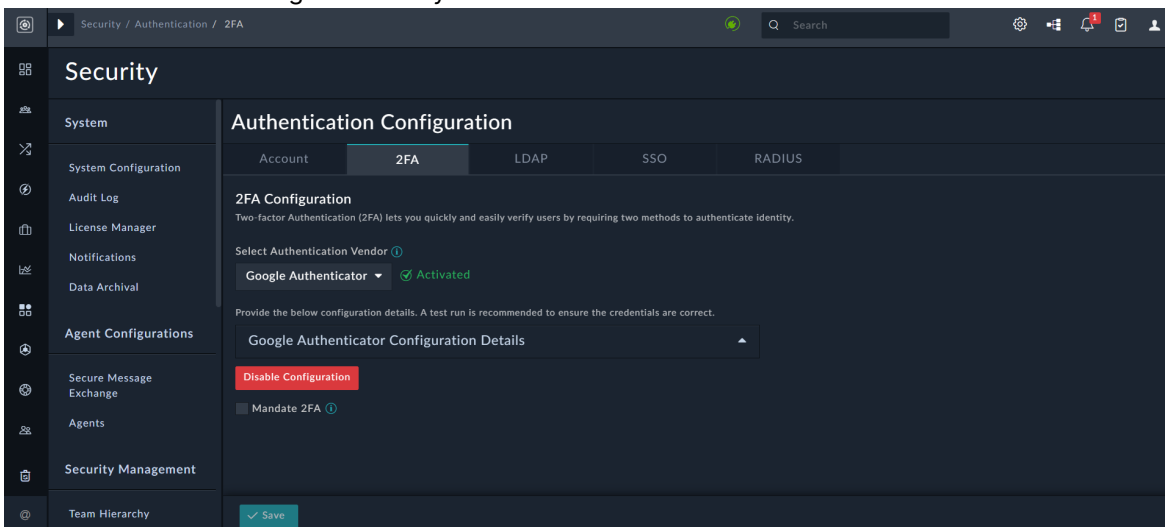 Security / Authentication / 2FA
Search
1
Security
System
System Configuration
Audit Log
License Manager
Notifications
Data Archival
Agent Configurations
Secure Message
Exchange
Agents
Security Management
Team Hierarchy
Authentication Configuration
Account
2FA
LDAP
SSO
RADIUS
2FA Configuration
Two-factor Authentication (2FA) lets you quickly and easily verify users by requiring two methods to authenticate identity.
Select Authentication Vendor
Google Authenticator
Activated
Provide the below configuration details. A test run is recommended to ensure the credentials are correct.
Google Authenticator Configuration Details
Disable Configuration
Mandate 2FA
Save
@